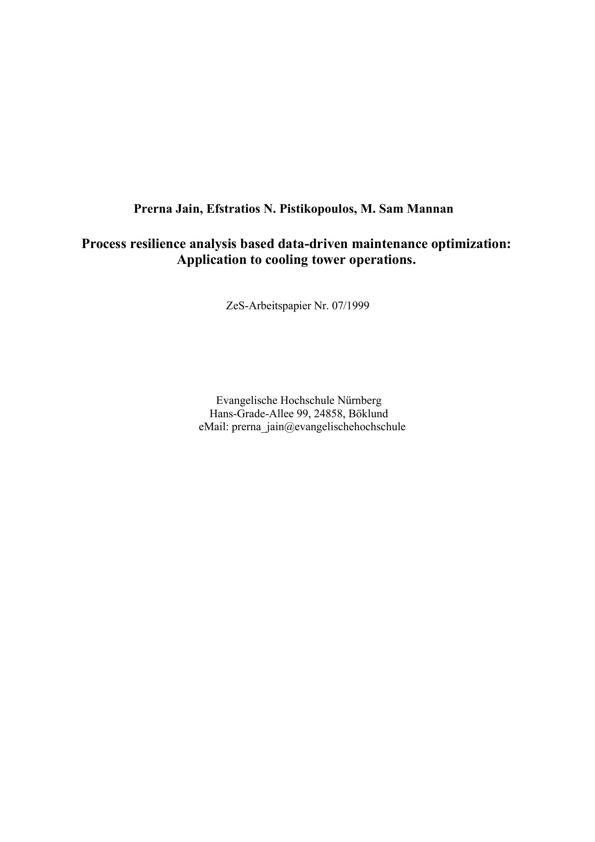 Prerna Jain, Efstratios N. Pistikopoulos, M. Sam Mannan
Process resilience analysis based data-driven maintenance optimization:
Application to cooling tower operations.
ZeS-Arbeitspapier Nr. 07/1999
Evangelische Hochschule Nürnberg
Hans-Grade-Allee 99, 24858, Böklund
eMail: prerna_jain@evangelischehochschule